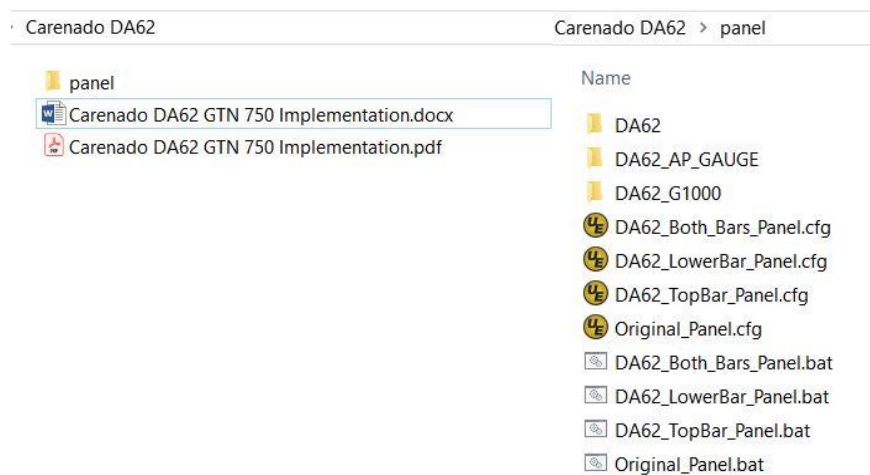 Carenado DA62
panel
Carenado DA62 GTN 750 Implementation.docx
Carenado DA62 GTN 750 Implementation.pdf
Carenado DA62 > panel
Name
DA62
DA62_AP_GAUGE
DA62_G1000
DA62_Both_Bars_Panel.cfg
DA62_LowerBar_Panel.cfg
DA62_TopBar_Panel.cfg
Original_Panel.cfg
DA62_Both_Bars_Panel.bat
DA62_LowerBar_Panel.bat
DA62_TopBar_Panel.bat
Original_Panel.bat